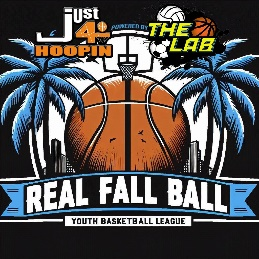 just
4
HOOPIN
POWERED BY
THE
LAB
REAL FALL BALL
YOUTH BASKETBALL LEAGUE